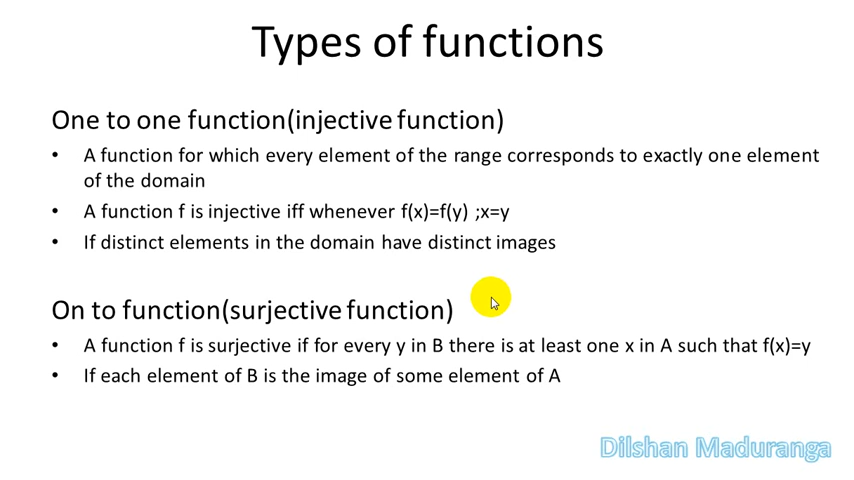 Types of functions
One to one function(injective function)
• A function for which every element of the range corresponds to exactly one element
of the domain
• A function f is injective iff whenever f(x)=f(y) ;x=y
• If distinct elements in the domain have distinct images
On to function(surjective function)
• A function f is surjective if for every y in B there is at least one x in A such that f(x)=y
• If each element of B is the image of some element of A
Dilshan Maduranga